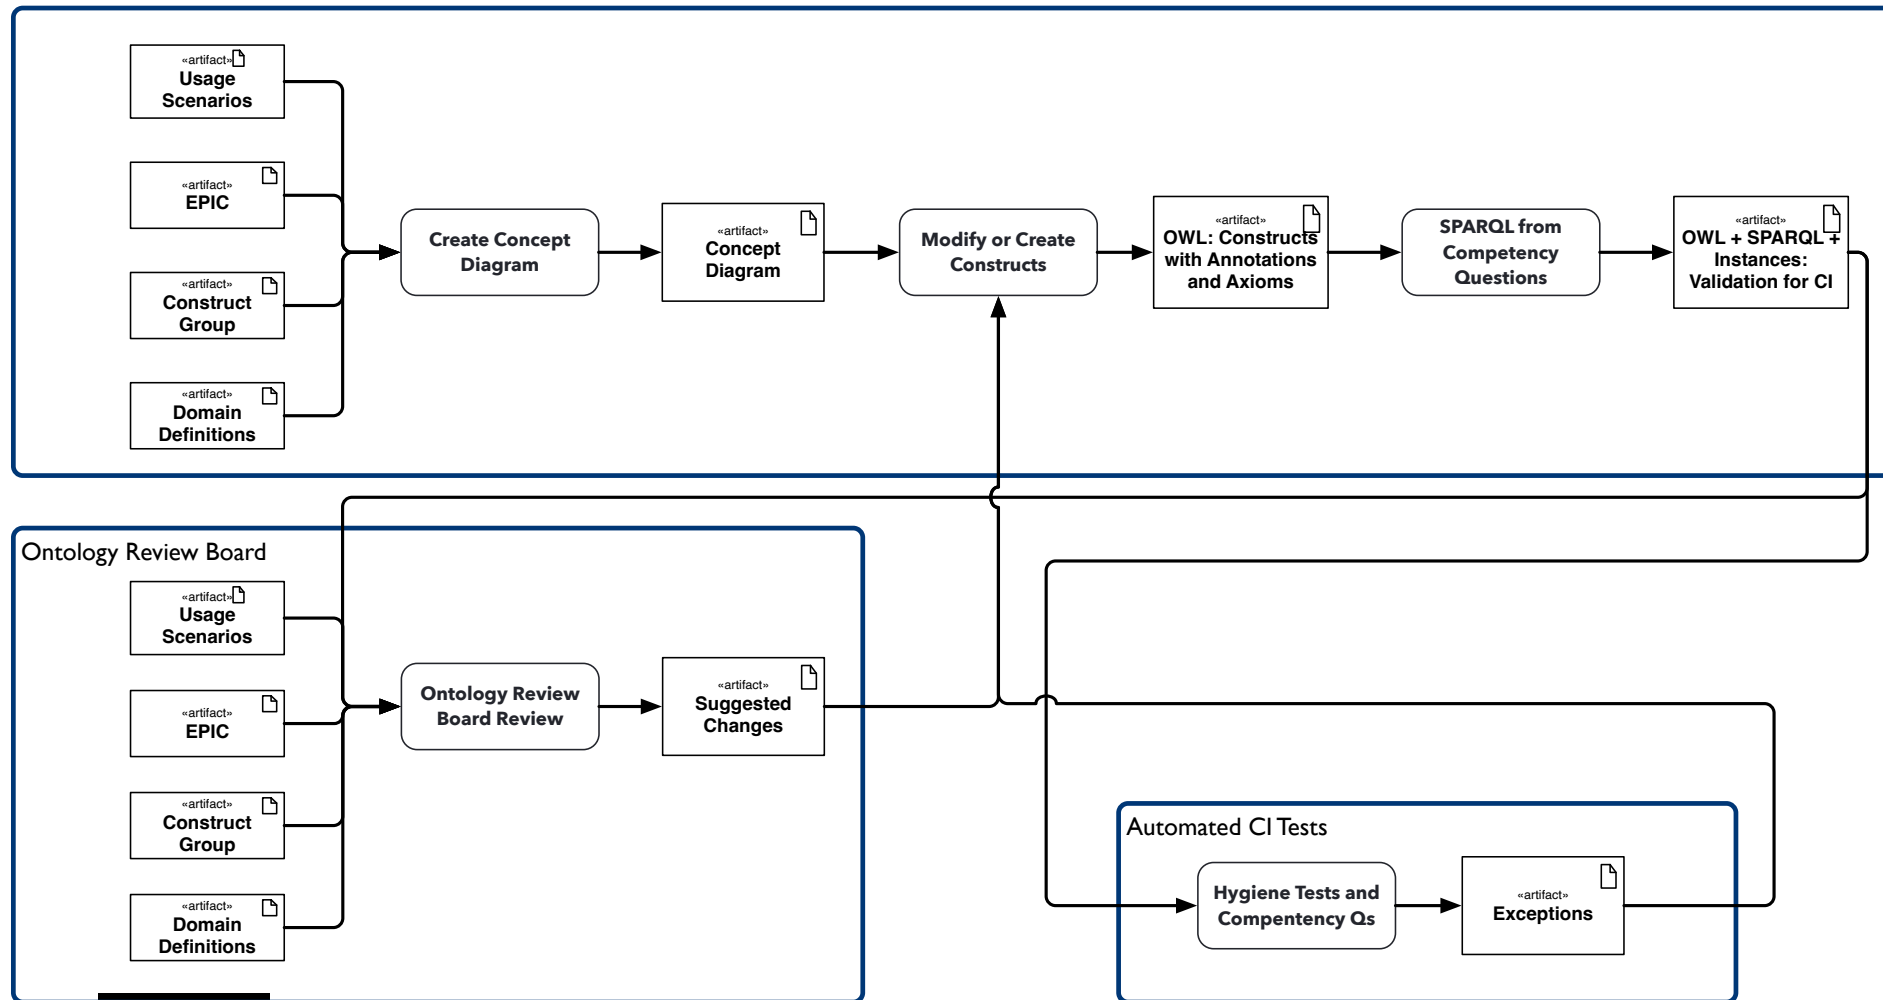 «artifact»
Usage
Scenarios
«artifact»
EPIC
«artifact»
Construct
Group
«artifact»
Domain
Definitions
Create Concept
Diagram
«artifact»
Concept
Diagram
Modify or Create
Constructs
«artifact»
OWL: Constructs
with Annotations
and Axioms
SPARQL from
Competency
Questions
«artifact»
OWL + SPARQL +
Instances:
Validation for CI
Ontology Review Board
«artifact»
Usage
Scenarios
«artifact»
EPIC
«artifact»
Construct
Group
«artifact»
Domain
Definitions
Ontology Review
Board Review
«artifact»
Suggested
Changes
Automated CI Tests
Hygiene Tests and
Compentency Qs
«artifact»
Exceptions